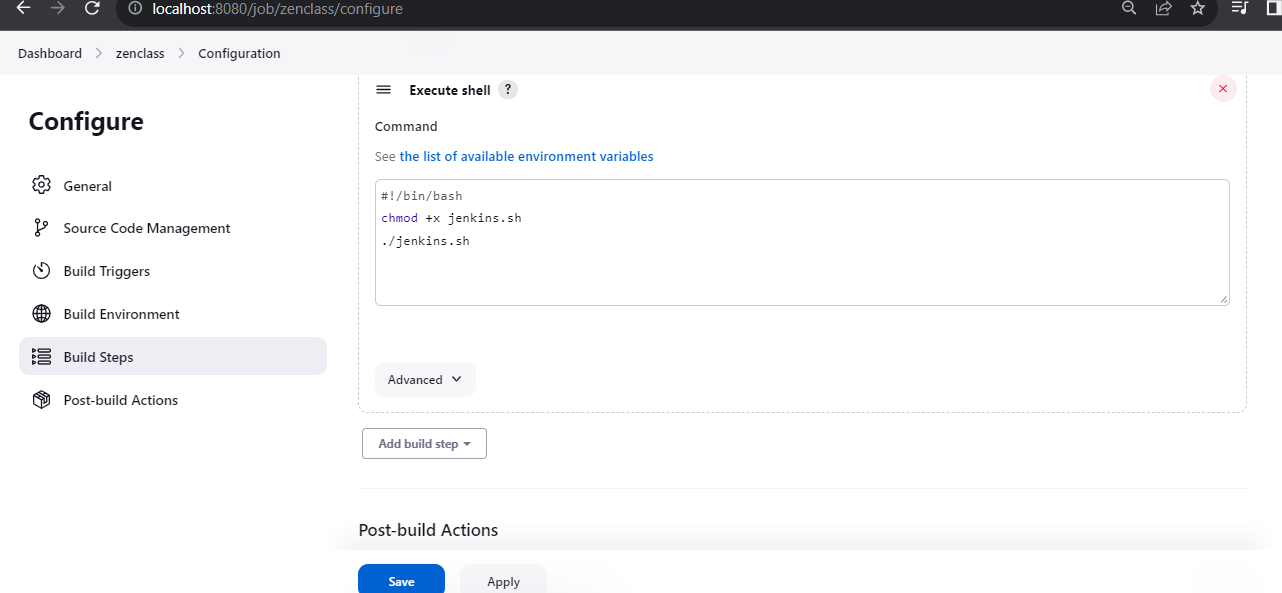 localhost:8080/job/zenclass/configure
Dashboard > zenclass > Configuration
Configure
General
Source Code Management
Build Triggers
Build Environment
Build Steps
Post-build Actions
Execute shell ?
Command
See the list of available environment variables
#!/bin/bash
chmod +x jenkins.sh
./jenkins.sh
Advanced
Add build step
Post-build Actions
Save Apply